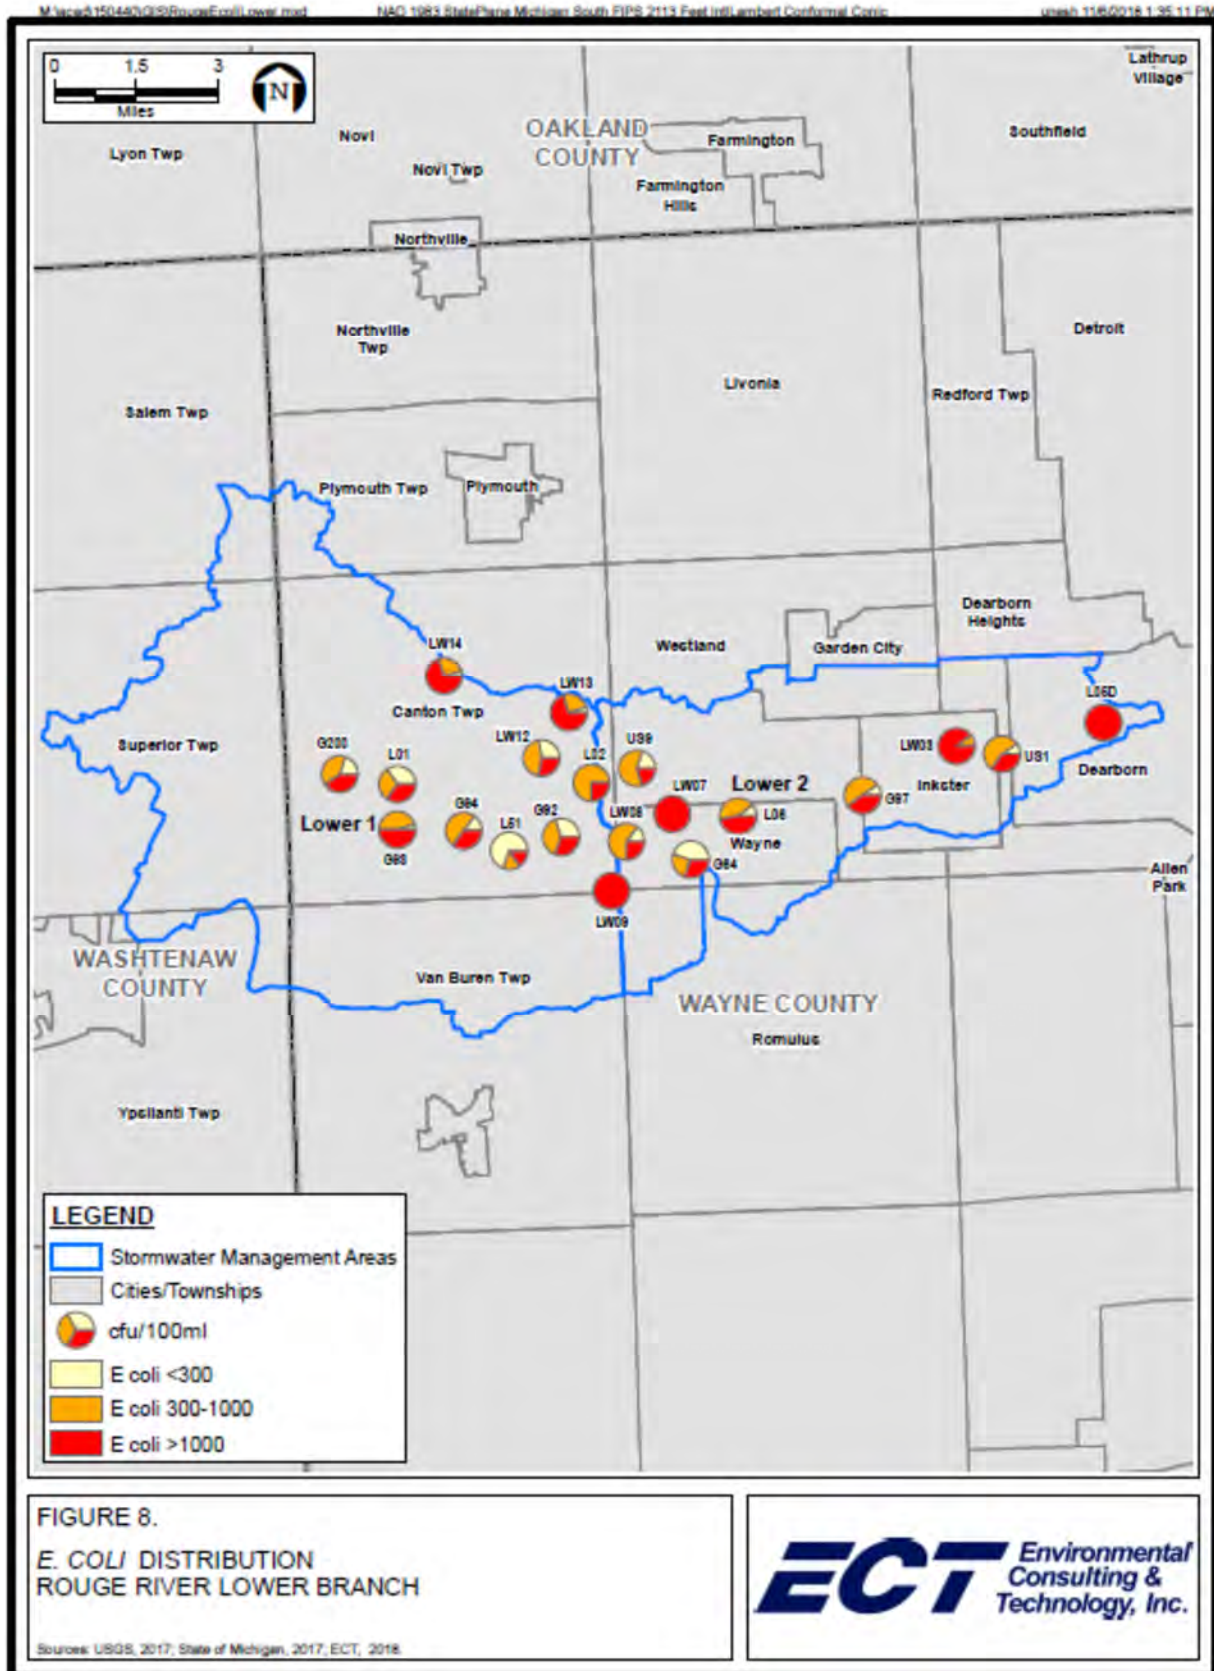 NAD 1983 StatePlane Michigan South FIPS 2113 Feet Intl Lambert Conformal Conic
0 1.5 3
Miles
N
Lathrup
Village
Lyon Twp
Novi
OAKLAND
COUNTY
Farmington
Southfield
Novi Twp
Farmington
Hills
Northville
Northville
Twp
Detroit
Livonia
Redford Twp
Salem Twp
Plymouth Twp
Plymouth
Dearborn
Heights
Westland
Garden City
LW14
LW13
Canton Twp
Superior Twp
LW12
L02
US9
G200
L01
LW03
US1
L05D
Dearborn
Inkster
LW07
Lower 2
G97
Lower 1
G94
L51
G92
LW08
L06
Wayne
G98
G64
Allen
Park
LW09
WASHTENAW
COUNTY
Van Buren Twp
WAYNE COUNTY
Romulus
Ypsilanti Twp
LEGEND
Stormwater Management Areas
Cities/Townships
cfu/100ml
E coli <300
E coli 300-1000
E coli >1000
FIGURE 8.
E. COLI DISTRIBUTION
ROUGE RIVER LOWER BRANCH
Sources: USGS, 2017; State of Michigan, 2017; ECT, 2018.
ECT Environmental
Consulting &
Technology, Inc.